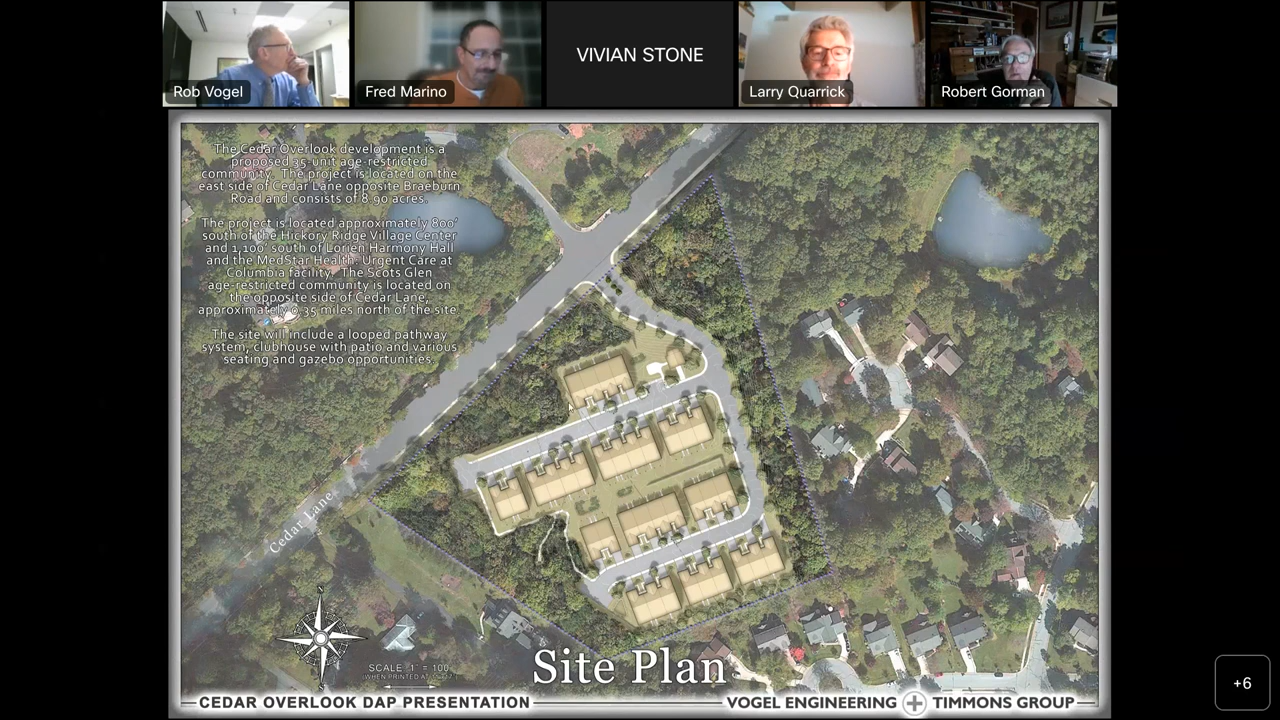 VIVIAN STONE
Rob Vogel
Fred Marino
Larry Quarrick
Robert Gorman
The Cedar Overlook development is a
proposed 35-unit age-restricted
community. The project is located on the
east side of Cedar Lane opposite Braeburn
Road and consists of 8.90 acres.
The project is located approximately 800'
south of the Hickory Ridge Village Center
and 1,100' south of Lorien Harmony Hall
and the MedStar Health: Urgent Care at
Columbia facility. The Scots Glen
age-restricted community is located on
the opposite side of Cedar Lane,
approximately 0.35 miles north of the site.
The site will include a looped pathway
system, clubhouse with patio and various
seating and gazebo opportunities.
Cedar Lane
SCALE: 1" = 100'
Site Plan
CEDAR OVERLOOK DAP PRESENTATION
VOGEL ENGINEERING + TIMMONS GROUP
+6